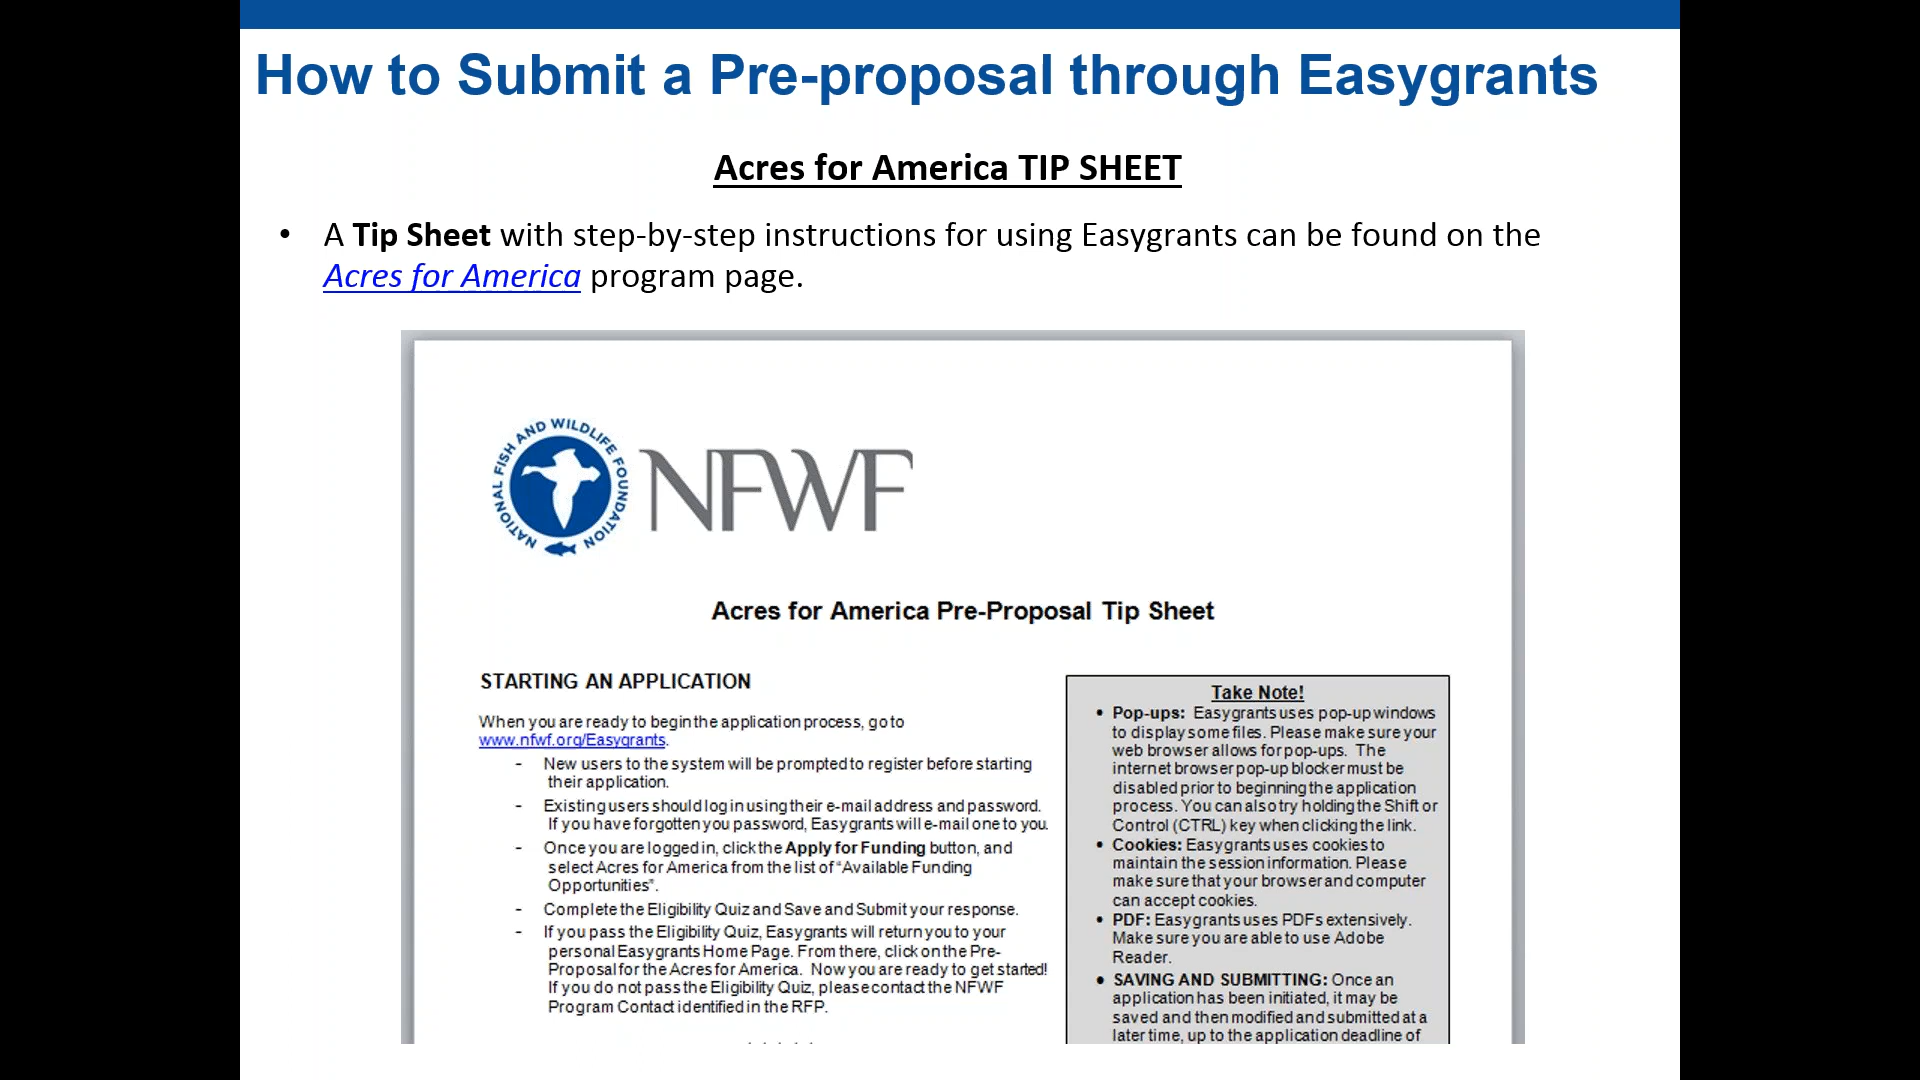 How to Submit a Pre-proposal through Easygrants
Acres for America TIP SHEET
• A Tip Sheet with step-by-step instructions for using Easygrants can be found on the
Acres for America program page.
NATIONAL FISH AND WILDLIFE FOUNDATION
NFWF
Acres for America Pre-Proposal Tip Sheet
STARTING AN APPLICATION
When you are ready to begin the application process, go to
www.nfwf.org/Easygrants.
- New users to the system will be prompted to register before starting
their application.
- Existing users should log in using their e-mail address and password.
If you have forgotten you password, Easygrants will e-mail one to you.
- Once you are logged in, click the Apply for Funding button, and
select Acres for America from the list of "Available Funding
Opportunities".
- Complete the Eligibility Quiz and Save and Submit your response.
- If you pass the Eligibility Quiz, Easygrants will return you to your
personal Easygrants Home Page. From there, click on the Pre-
Proposal for the Acres for America. Now you are ready to get started!
If you do not pass the Eligibility Quiz, please contact the NFWF
Program Contact identified in the RFP.
Take Note!
• Pop-ups: Easygrants uses pop-up windows
to display some files. Please make sure your
web browser allows for pop-ups. The
internet browser pop-up blocker must be
disabled prior to beginning the application
process. You can also try holding the Shift or
Control (CTRL) key when clicking the link.
• Cookies: Easygrants uses cookies to
maintain the session information. Please
make sure that your browser and computer
can accept cookies.
• PDF: Easygrants uses PDFs extensively.
Make sure you are able to use Adobe
Reader.
• SAVING AND SUBMITTING: Once an
application has been initiated, it may be
saved and then modified and submitted at a
later time, up to the application deadline of